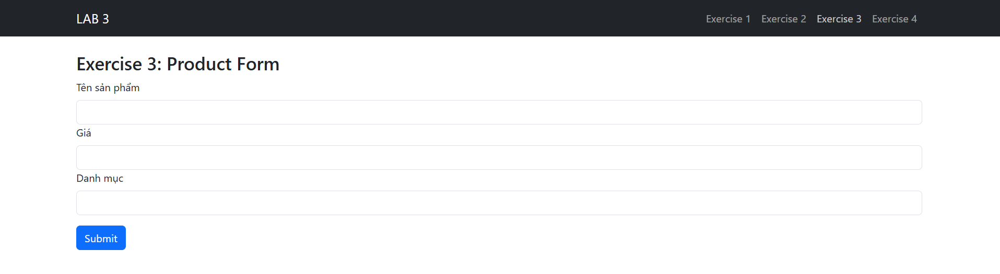 LAB 3 Exercise 1 Exercise 2 Exercise 3 Exercise 4
Exercise 3: Product Form
Tên sản phẩm
Giá
Danh mục
Submit